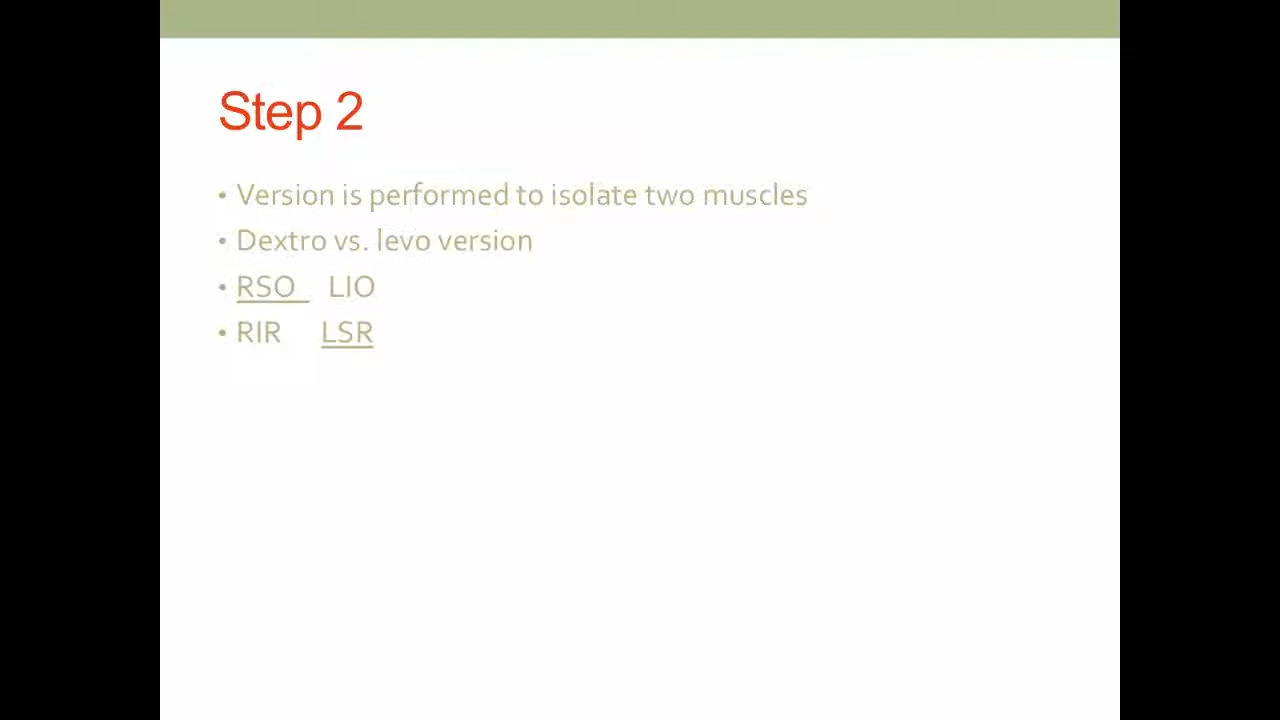 Step 2
• Version is performed to isolate two muscles
• Dextro vs. levo version
• RSO LIO
• RIR LSR